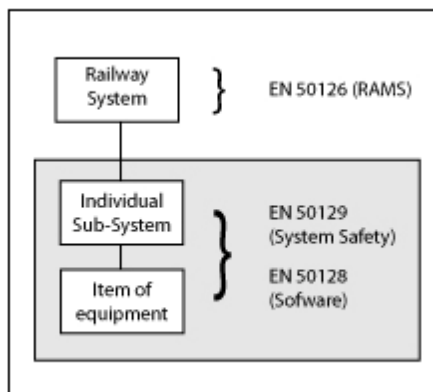 Railway
System
EN 50126 (RAMS)
Individual
Sub-System
Item of
equipment
EN 50129
(System Safety)
EN 50128
(Sofware)